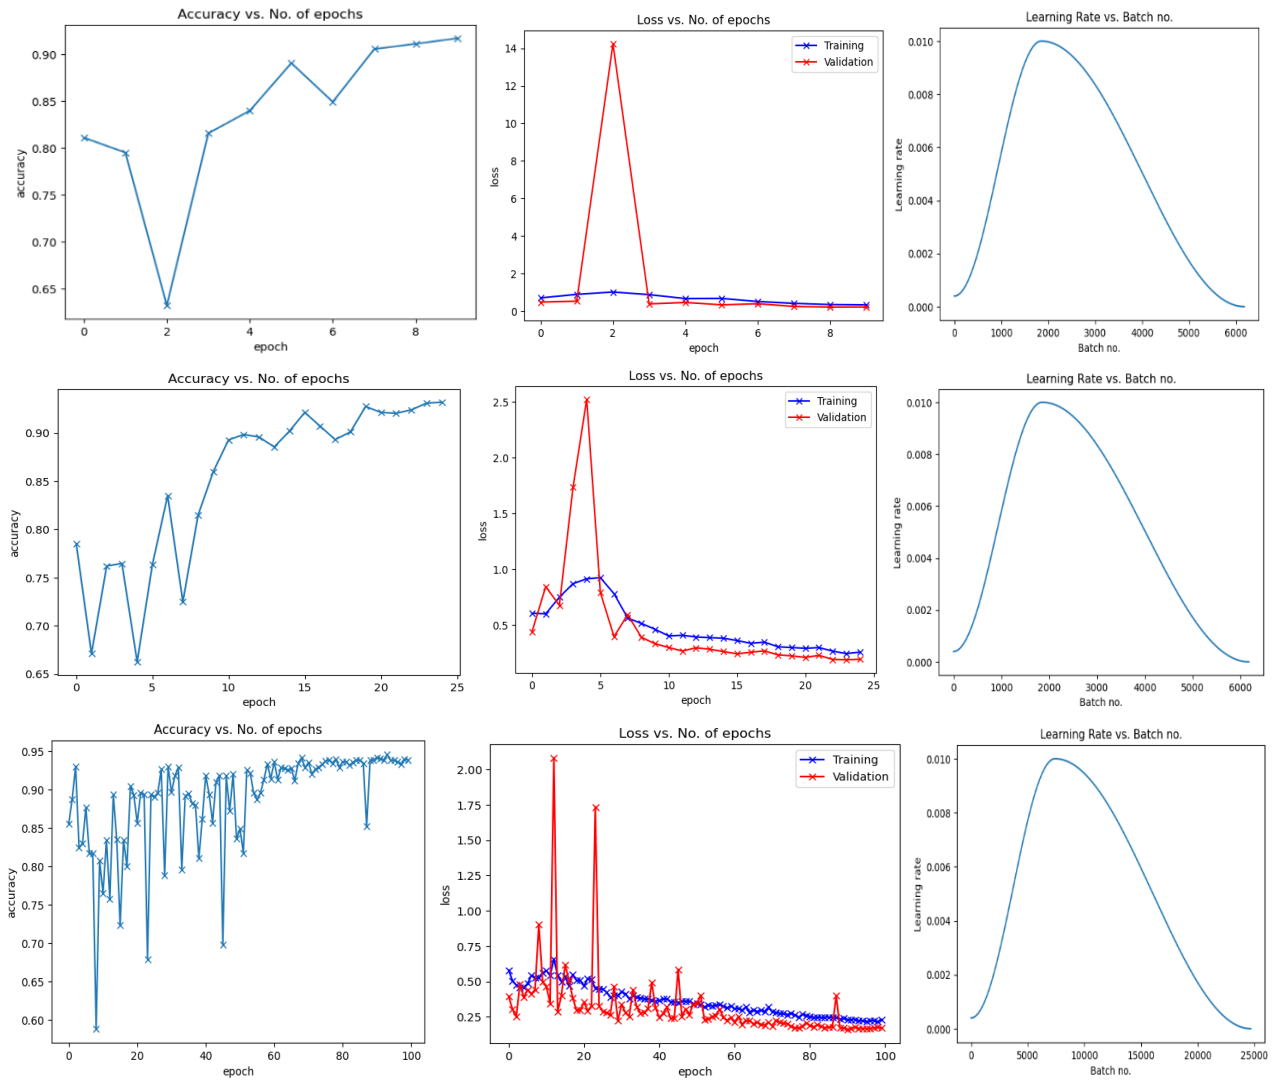 Accuracy vs. No. of epochs
0.90
0.85
0.80
0.75
0.70
0.65
accuracy
0 2 4 6 8
epoch
Loss vs. No. of epochs
Training
Validation
14
12
10
8
6
4
2
0
loss
0 2 4 6 8
epoch
Learning Rate vs. Batch no.
0.010
0.008
0.006
0.004
0.002
0.000
Learning rate
0 1000 2000 3000 4000 5000 6000
Batch no.
Accuracy vs. No. of epochs
0.90
0.85
0.80
0.75
0.70
0.65
accuracy
0 5 10 15 20 25
epoch
Loss vs. No. of epochs
Training
Validation
2.5
2.0
1.5
1.0
0.5
loss
0 5 10 15 20 25
epoch
Learning Rate vs. Batch no.
0.010
0.008
0.006
0.004
0.002
0.000
Learning rate
0 1000 2000 3000 4000 5000 6000
Batch no.
Accuracy vs. No. of epochs
0.95
0.90
0.85
0.80
0.75
0.70
0.65
0.60
accuracy
0 20 40 60 80 100
epoch
Loss vs. No. of epochs
Training
Validation
2.00
1.75
1.50
1.25
1.00
0.75
0.50
0.25
loss
0 20 40 60 80 100
epoch
Learning Rate vs. Batch no.
0.010
0.008
0.006
0.004
0.002
0.000
Learning rate
0 5000 10000 15000 20000 25000
Batch no.